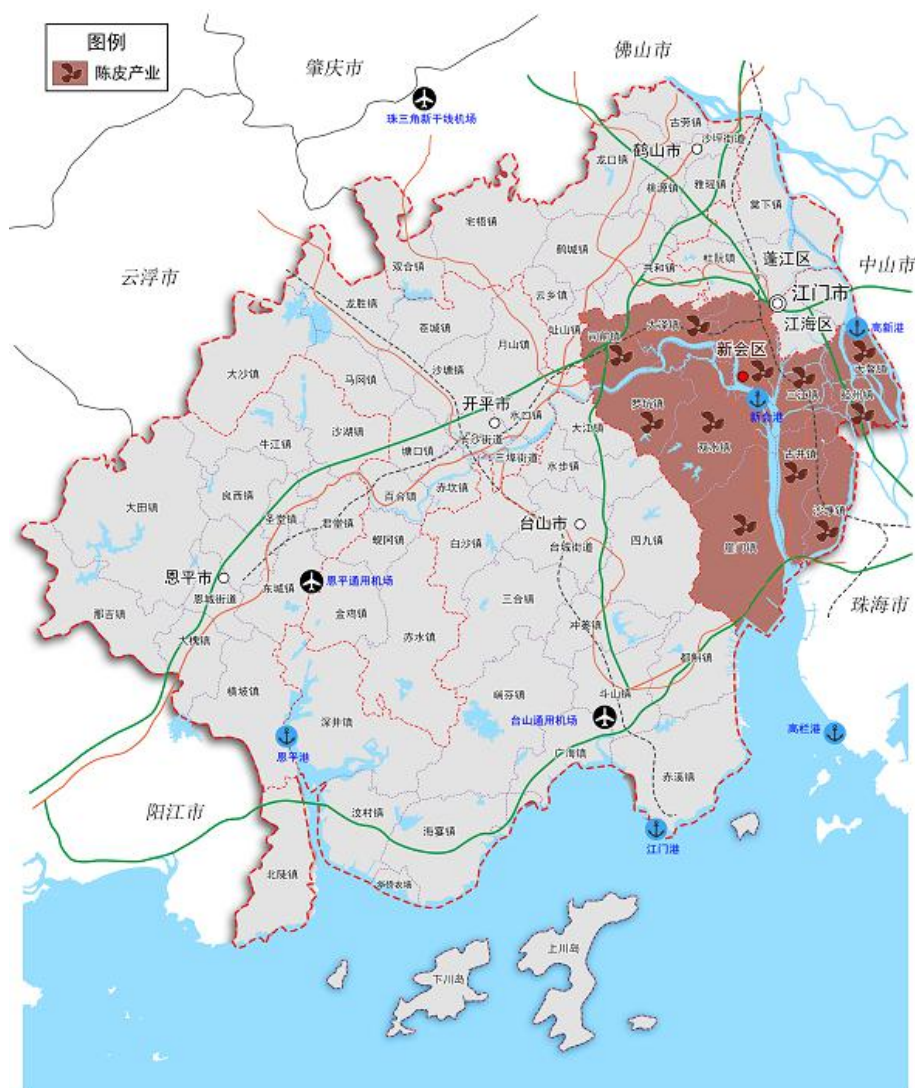 图例
陈皮产业
肇庆市
佛山市
珠三角新干线机场
古劳镇
沙坪街道
鹤山市
龙口镇
桃源镇
雅瑶镇
棠下镇
宅梧镇
鹤城镇
共和镇
杜阮镇
蓬江区
中山市
云浮市
双合镇
云乡镇
址山镇
江门市
江海区
高新港
龙胜镇
苍城镇
月山镇
司前镇
大泽镇
新会区
大鳌镇
大沙镇
马冈镇
沙塘镇
开平市
水口镇
罗坑镇
新会港
三江镇
睦洲镇
牛江镇
沙湖镇
塘口镇
长沙街道
三埠街道
大江镇
双水镇
古井镇
大田镇
良西镇
圣堂镇
君堂镇
百合镇
赤坎镇
水步镇
沙堆镇
蚬冈镇
白沙镇
台山市
台城街道
四九镇
崖门镇
恩平市
恩城街道
东城镇
恩平通用机场
那吉镇
金鸡镇
赤水镇
三合镇
冲蒌镇
珠海市
大槐镇
都斛镇
横陂镇
深井镇
端芬镇
斗山镇
台山通用机场
高栏港
恩平港
广海镇
赤溪镇
阳江市
汶村镇
海宴镇
江门港
北陡镇
华侨农场
上川岛
下川岛